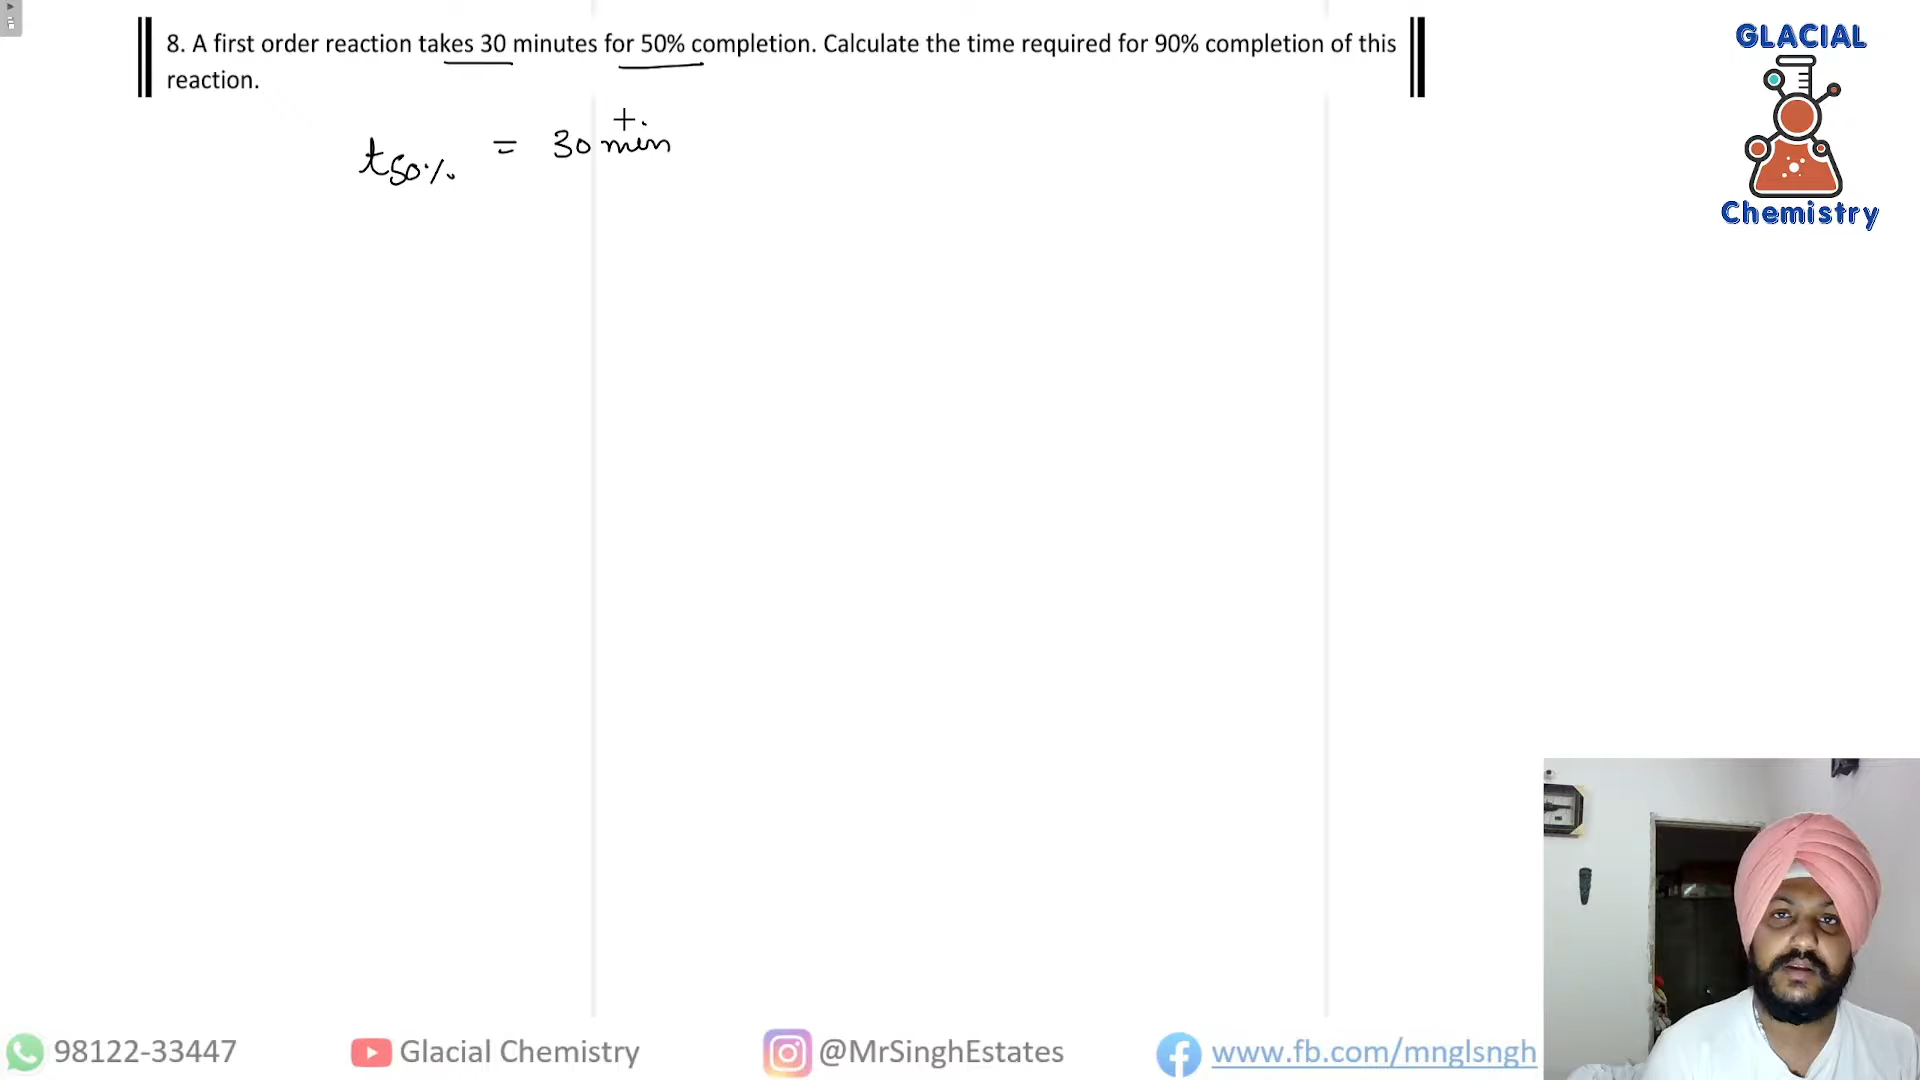 8. A first order reaction takes 30 minutes for 50% completion. Calculate the time required for 90% completion of this
reaction.
t50% = 30 min
GLACIAL
Chemistry
98122-33447
Glacial Chemistry
@MrSinghEstates
www.fb.com/mnglsngh